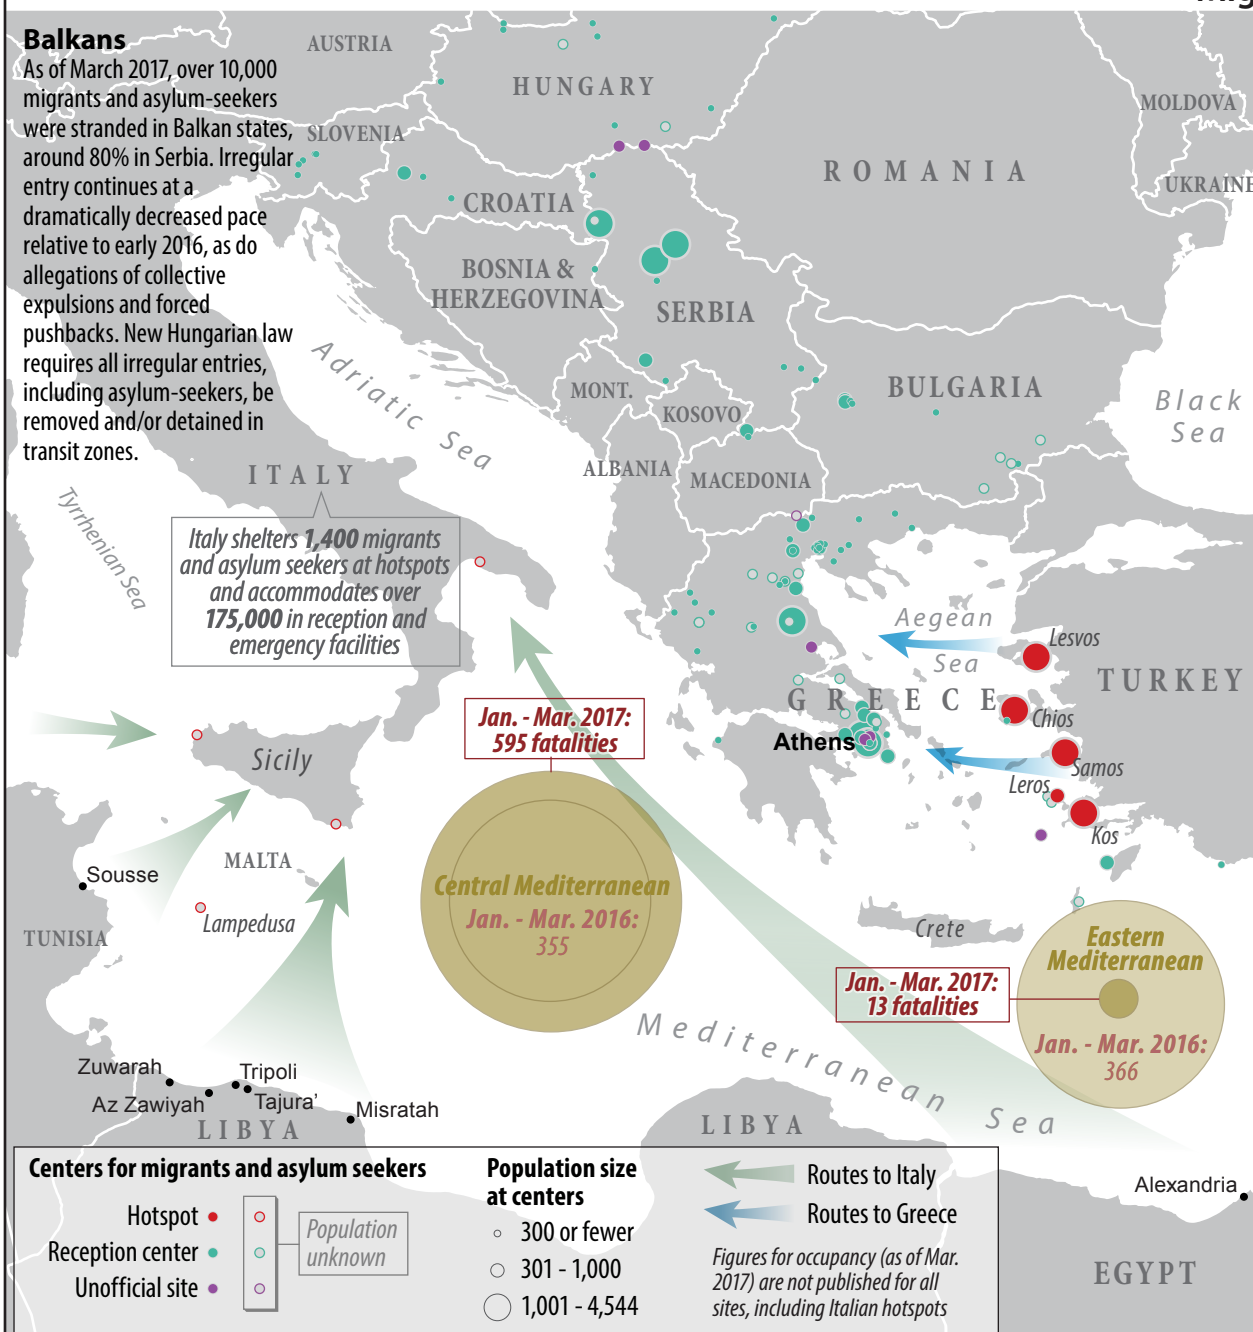 Balkans
As of March 2017, over 10,000
migrants and asylum-seekers
were stranded in Balkan states,
around 80% in Serbia. Irregular
entry continues at a
dramatically decreased pace
relative to early 2016, as do
allegations of collective
expulsions and forced
pushbacks. New Hungarian law
requires all irregular entries,
including asylum-seekers, be
removed and/or detained in
transit zones.
AUSTRIA
HUNGARY
MOLDOVA
SLOVENIA
ROMANIA
UKRAINE
CROATIA
BOSNIA &
HERZEGOVINA
SERBIA
Adriatic Sea
MONT.
KOSOVO
BULGARIA
Black
Sea
ALBANIA
MACEDONIA
ITALY
Tyrrhenian Sea
Italy shelters 1,400 migrants
and asylum seekers at hotspots
and accommodates over
175,000 in reception and
emergency facilities
Aegean
Sea
Lesvos
TURKEY
GREECE
Chios
Athens
Samos
Leros
Kos
Jan. - Mar. 2017:
595 fatalities
Sicily
MALTA
Sousse
Lampedusa
TUNISIA
Central Mediterranean
Jan. - Mar. 2016:
355
Crete
Eastern
Mediterranean
Jan. - Mar. 2017:
13 fatalities
Jan. - Mar. 2016:
366
Mediterranean Sea
Zuwarah
Tripoli
Az Zawiyah
Tajura'
Misratah
LIBYA
LIBYA
Alexandria
EGYPT
Centers for migrants and asylum seekers
Hotspot
Reception center
Unofficial site
Population
unknown
Population size
at centers
300 or fewer
301 - 1,000
1,001 - 4,544
Routes to Italy
Routes to Greece
Figures for occupancy (as of Mar.
2017) are not published for all
sites, including Italian hotspots